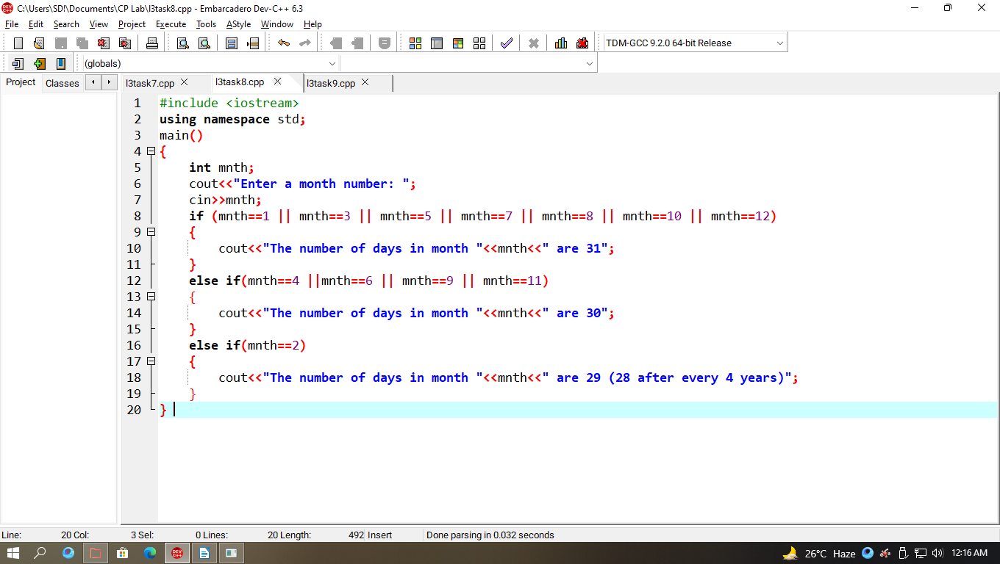 C:\Users\SD!\Documents\CP Lab\l3task8.cpp - Embarcadero Dev-C++ 6.3
File Edit Search View Project Execute Tools AStyle Window Help
TDM-GCC 9.2.0 64-bit Release
(globals)
Project Classes
l3task7.cpp l3task8.cpp l3task9.cpp
1 #include <iostream>
2 using namespace std;
3 main()
4 {
5 int mnth;
6 cout<<"Enter a month number: ";
7 cin>>mnth;
8 if (mnth==1 || mnth==3 || mnth==5 || mnth==7 || mnth==8 || mnth==10 || mnth==12)
9 {
10 cout<<"The number of days in month "<<mnth<<" are 31";
11 }
12 else if(mnth==4 ||mnth==6 || mnth==9 || mnth==11)
13 {
14 cout<<"The number of days in month "<<mnth<<" are 30";
15 }
16 else if(mnth==2)
17 {
18 cout<<"The number of days in month "<<mnth<<" are 29 (28 after every 4 years)";
19 }
20 }
Line: 20 Col: 3 Sel: 0 Lines: 20 Length: 492 Insert Done parsing in 0.032 seconds
DEV C++ 26°C Haze 12:16 AM